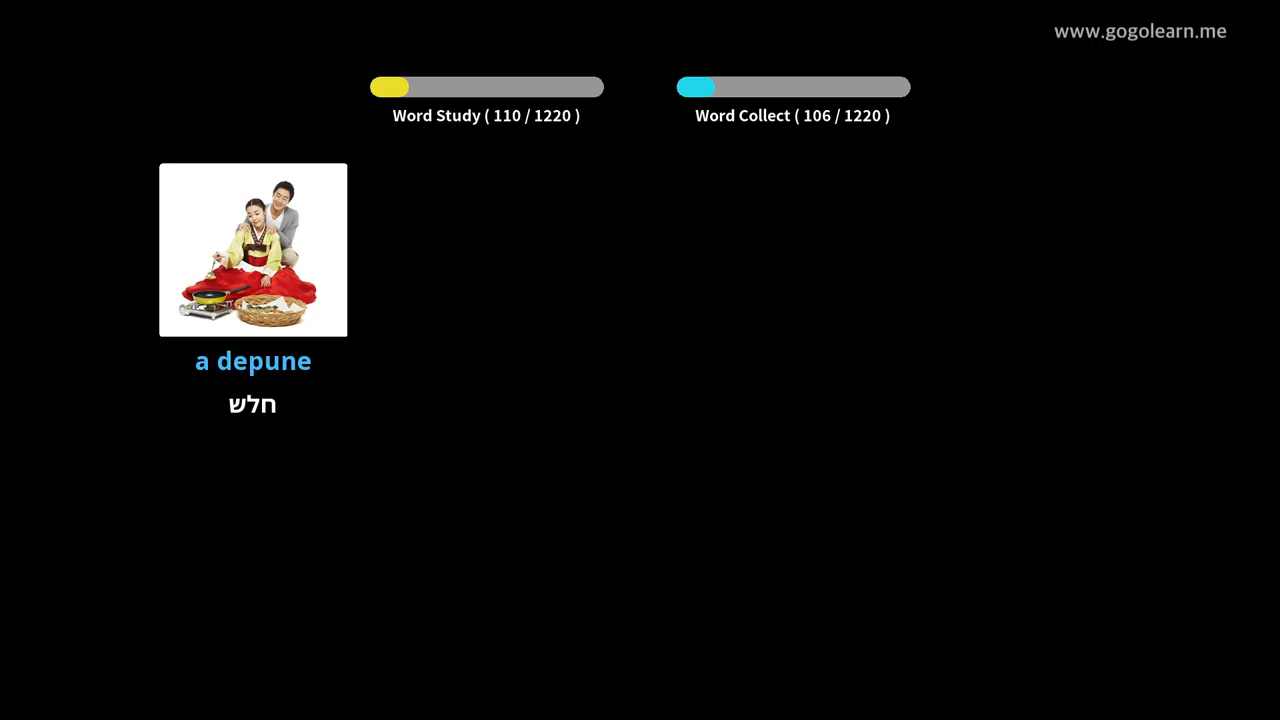 www.gogolearn.me
Word Study ( 110 / 1220 )
Word Collect ( 106 / 1220 )
a depune
חלש